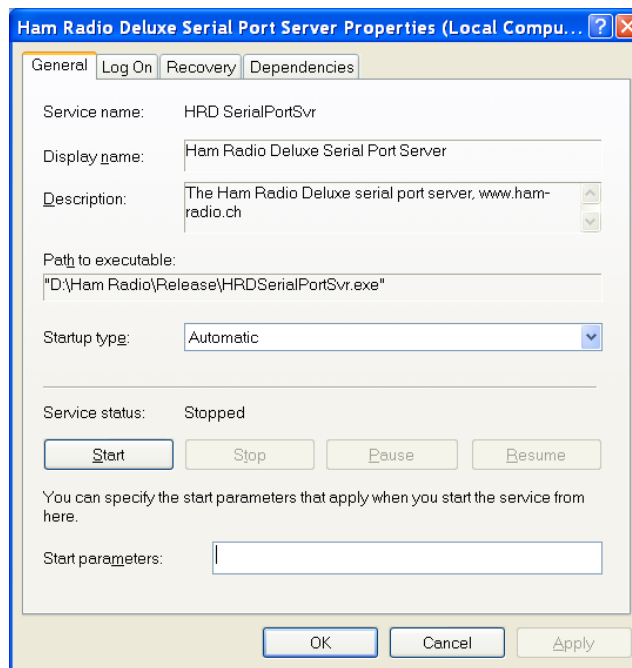 Ham Radio Deluxe Serial Port Server Properties (Local Compu... ? X
General Log On Recovery Dependencies
Service name: HRD SerialPortSvr
Display name: Ham Radio Deluxe Serial Port Server
Description: The Ham Radio Deluxe serial port server, www.ham-
radio.ch
Path to executable:
"D:\Ham Radio\Release\HRDSerialPortSvr.exe"
Startup type: Automatic
Service status: Stopped
Start Stop Pause Resume
You can specify the start parameters that apply when you start the service from
here.
Start parameters:
OK Cancel Apply